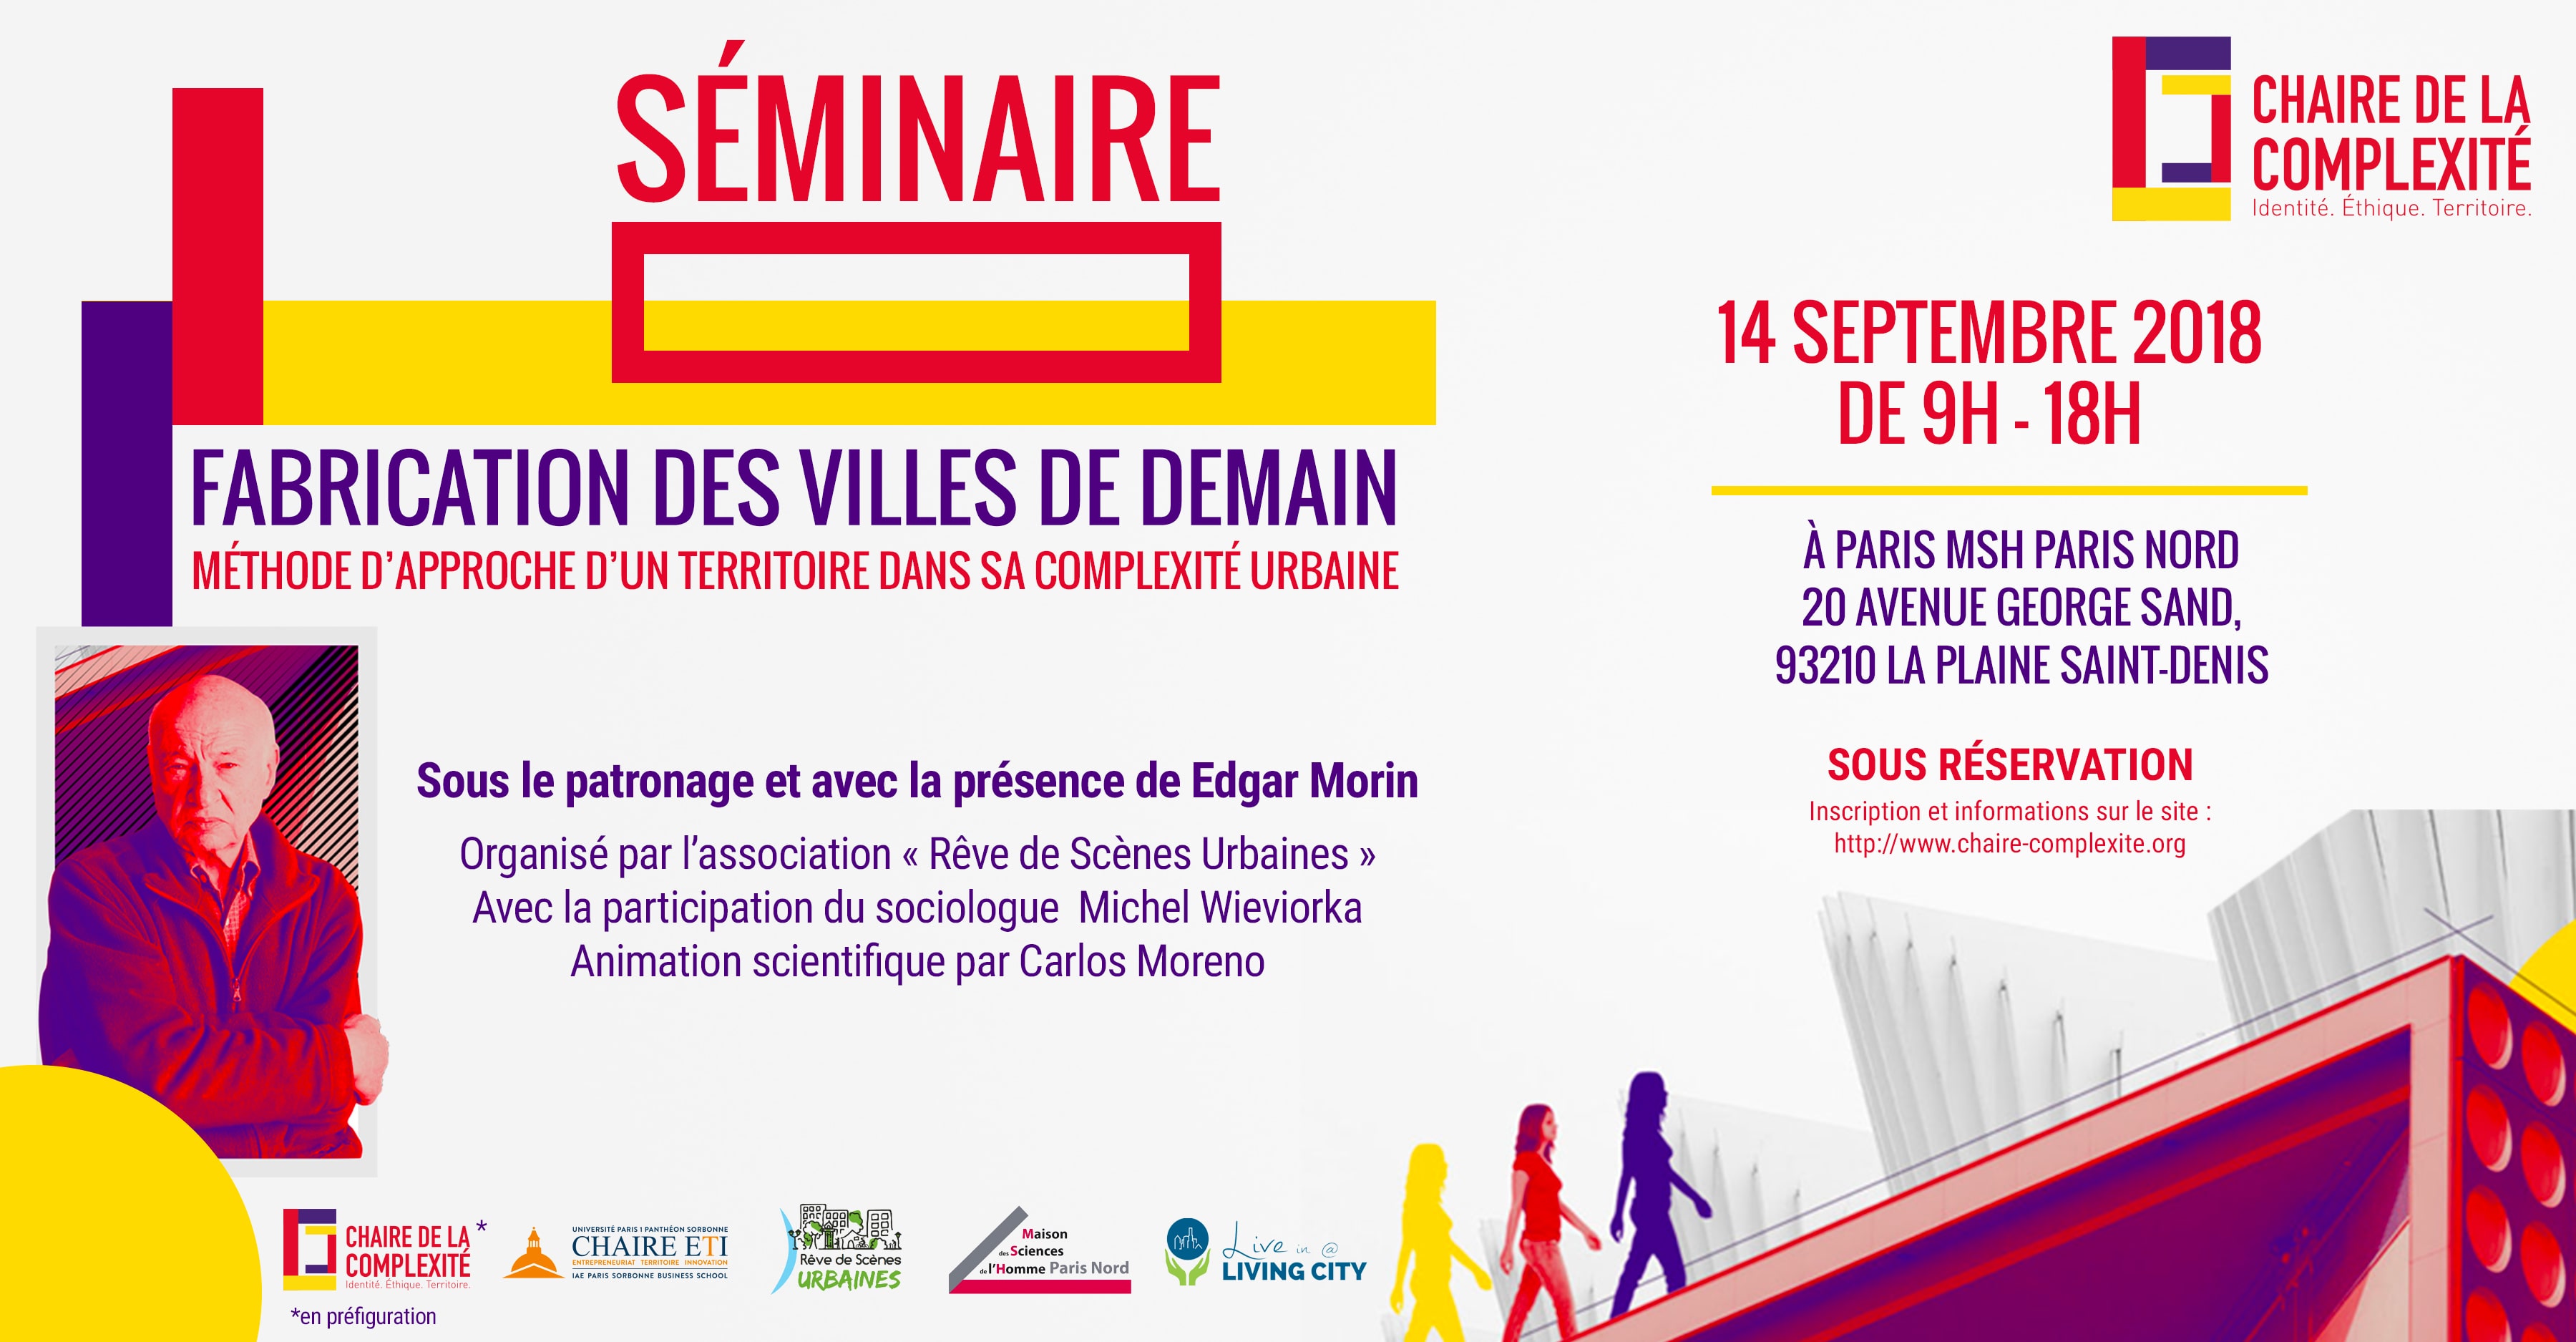 SÉMINAIRE
FABRICATION DES VILLES DE DEMAIN
MÉTHODE D'APPROCHE D'UN TERRITOIRE DANS SA COMPLEXITÉ URBAINE
Sous le patronage et avec la présence de Edgar Morin
Organisé par l'association « Rêve de Scènes Urbaines »
Avec la participation du sociologue Michel Wieviorka
Animation scientifique par Carlos Moreno
CHAIRE DE LA
COMPLEXITÉ
Identité. Éthique. Territoire.
14 SEPTEMBRE 2018
DE 9H - 18H
À PARIS MSH PARIS NORD
20 AVENUE GEORGE SAND,
93210 LA PLAINE SAINT-DENIS
SOUS RÉSERVATION
Inscription et informations sur le site :
http://www.chaire-complexite.org
CHAIRE DE LA *
COMPLEXITÉ
Identité. Éthique. Territoire.
*en préfiguration
UNIVERSITÉ PARIS 1 PANTHÉON SORBONNE
CHAIRE ETI
ENTREPRENEURIAT TERRITOIRE INNOVATION
IAE PARIS SORBONNE BUSINESS SCHOOL
Rêve de Scènes
URBAINES
Maison
des Sciences
de l'Homme Paris Nord
Live in @
LIVING CITY